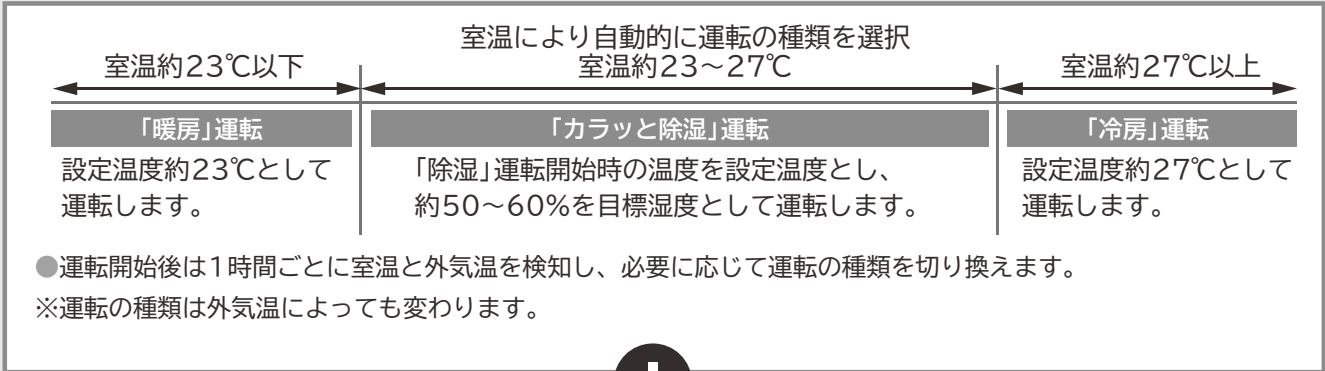 室温により自動的に運転の種類を選択
室温約23℃以下
室温約23～27℃
室温約27℃以上
「暖房」運転
「カラッと除湿」運転
「冷房」運転
設定温度約23℃として
運転します。
「除湿」運転開始時の温度を設定温度とし、
約50～60%を目標湿度として運転します。
設定温度約27℃として
運転します。
●運転開始後は1時間ごとに室温と外気温を検知し、必要に応じて運転の種類を切り換えます。
※運転の種類は外気温によっても変わります。